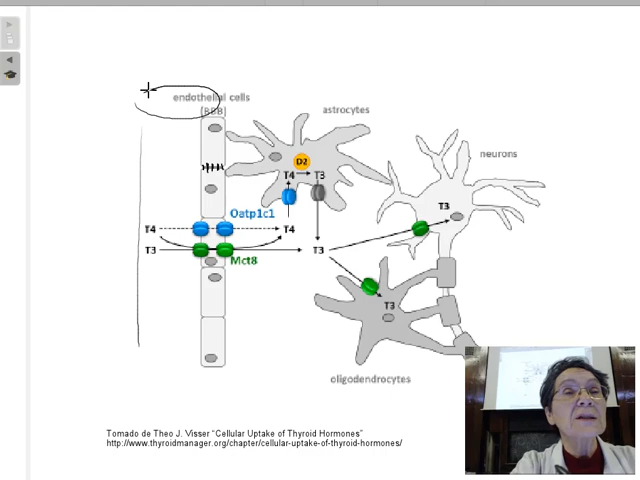 endothelial cells
(BBB)
astrocytes
neurons
D2
T4
T3
T3
Oatp1c1
T4
T4
T3
T3
Mct8
T3
oligodendrocytes
Tomado de Theo J. Visser "Cellular Uptake of Thyroid Hormones"
http://www.thyroidmanager.org/chapter/cellular-uptake-of-thyroid-hormones/